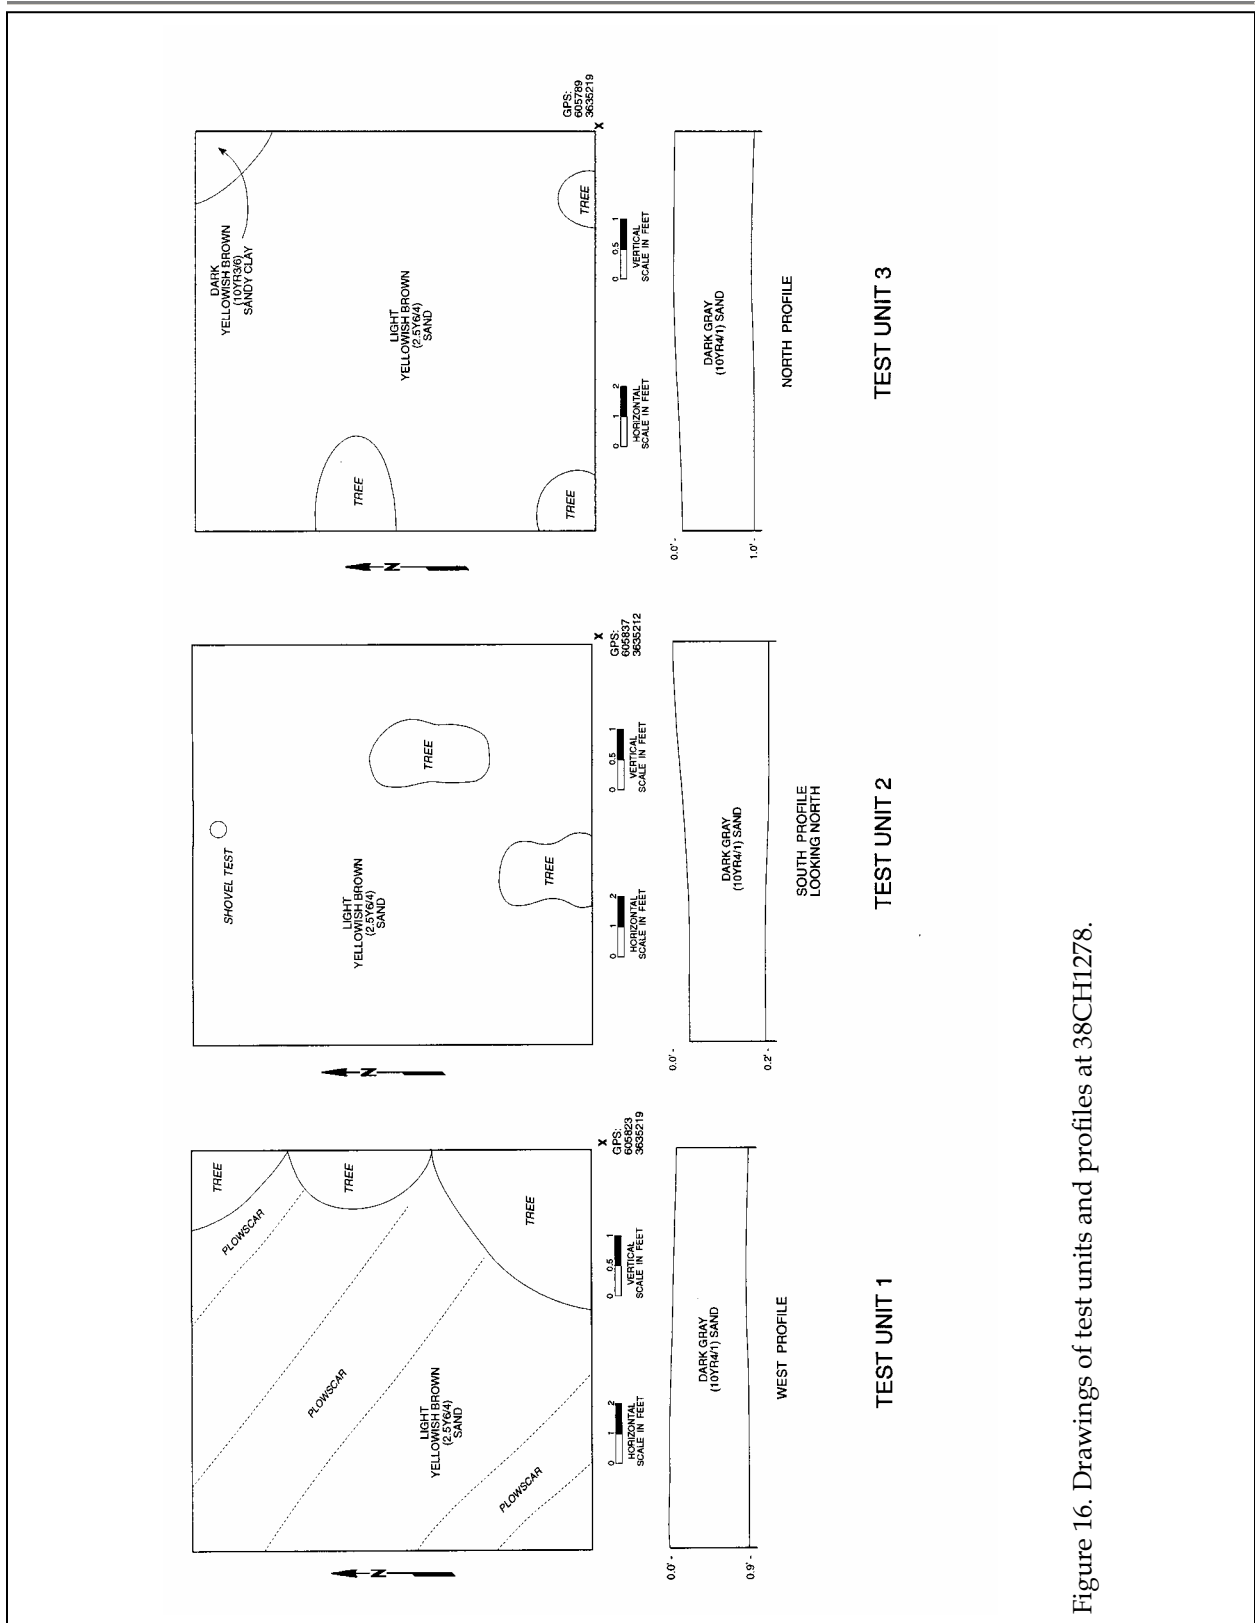 PLOWSCAR
TREE
TREE
PLOWSCAR
LIGHT
YELLOWISH BROWN
(2.5Y6/4)
SAND
PLOWSCAR
TREE
N
X
GPS:
605823
3635219
0 1 2
HORIZONTAL
SCALE IN FEET
0 0.5 1
VERTICAL
SCALE IN FEET
0.0'-
DARK GRAY
(10YR4/1) SAND
0.9'-
WEST PROFILE
TEST UNIT 1
SHOVEL TEST
LIGHT
YELLOWISH BROWN
(2.5Y6/4)
SAND
TREE
TREE
N
X
GPS:
605837
3635212
0 1 2
HORIZONTAL
SCALE IN FEET
0 0.5 1
VERTICAL
SCALE IN FEET
0.0'-
DARK GRAY
(10YR4/1) SAND
0.2'-
SOUTH PROFILE
LOOKING NORTH
TEST UNIT 2
DARK
YELLOWISH BROWN
(10YR3/6)
SANDY CLAY
TREE
LIGHT
YELLOWISH BROWN
(2.5Y6/4)
SAND
TREE
TREE
N
GPS:
605789
3635219
X
0 1 2
HORIZONTAL
SCALE IN FEET
0 0.5 1
VERTICAL
SCALE IN FEET
0.0'-
DARK GRAY
(10YR4/1) SAND
1.0'-
NORTH PROFILE
TEST UNIT 3
Figure 16. Drawings of test units and profiles at 38CH1278.